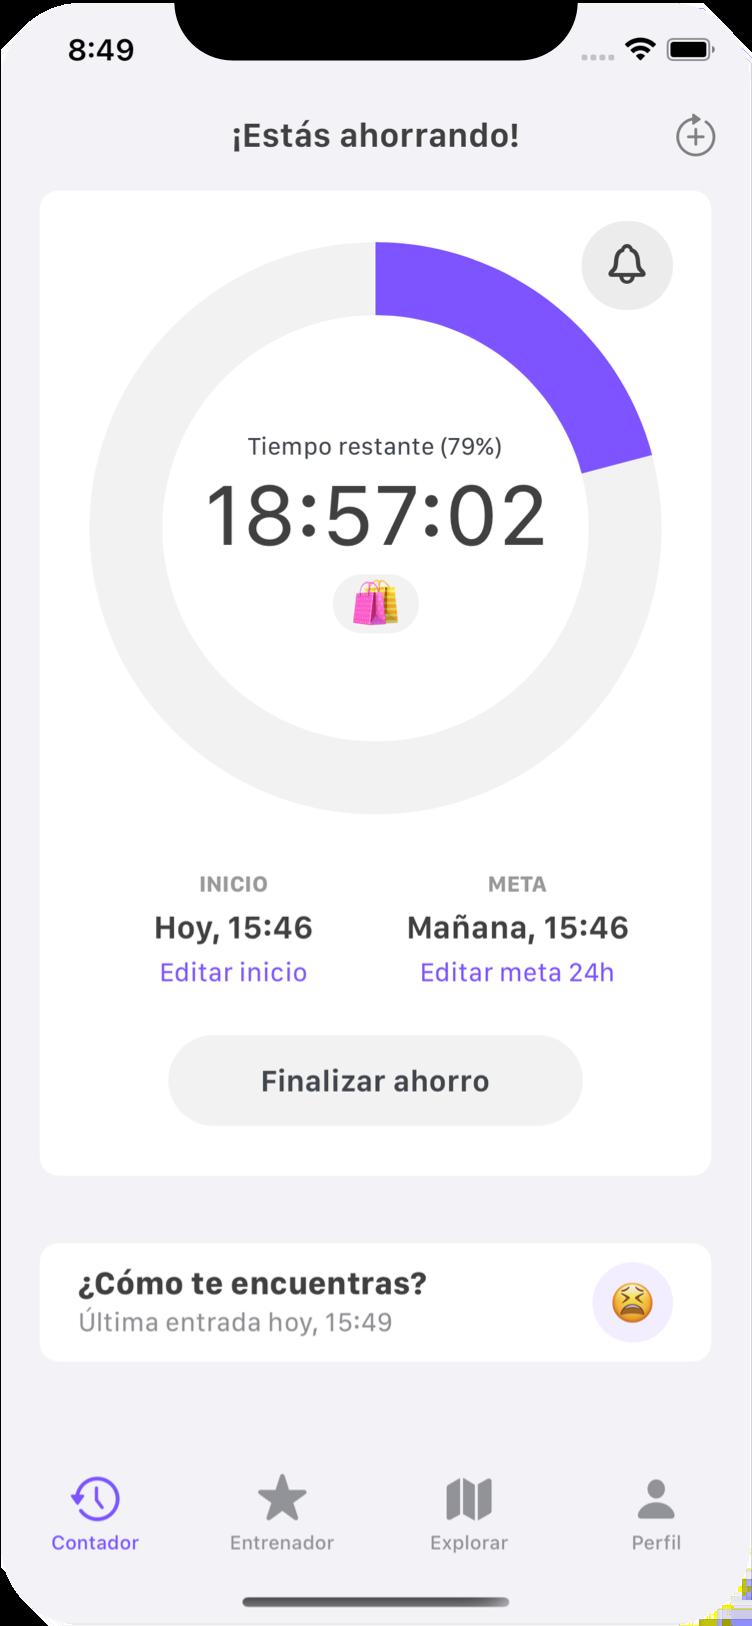 8:49
¡Estás ahorrando!
Tiempo restante (79%)
18:57:02
INICIO
META
Hoy, 15:46
Mañana, 15:46
Editar inicio
Editar meta 24h
Finalizar ahorro
¿Cómo te encuentras?
Última entrada hoy, 15:49
Contador
Entrenador
Explorar
Perfil